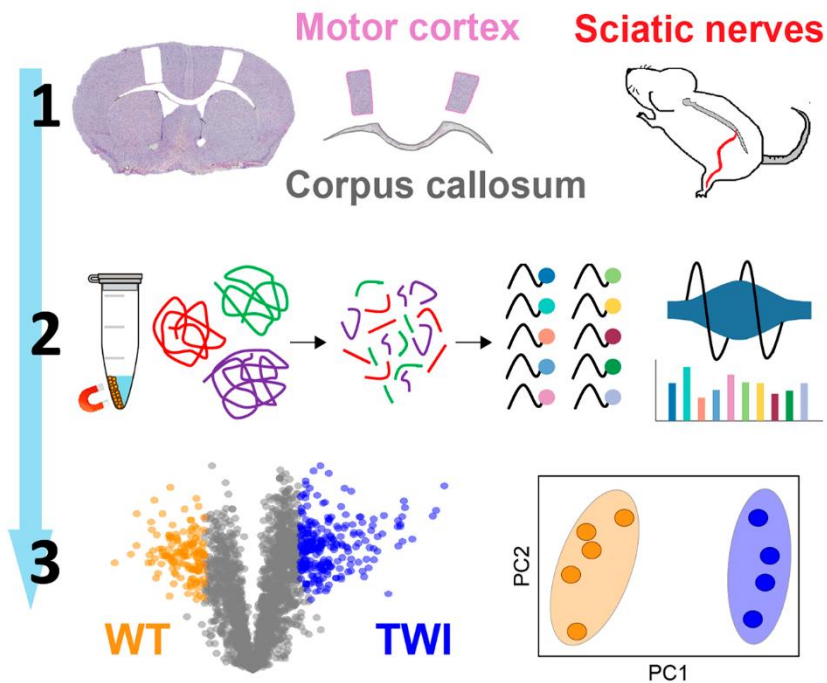 Motor cortex
Sciatic nerves
1
Corpus callosum
2
3
WT
TWI
PC2
PC1